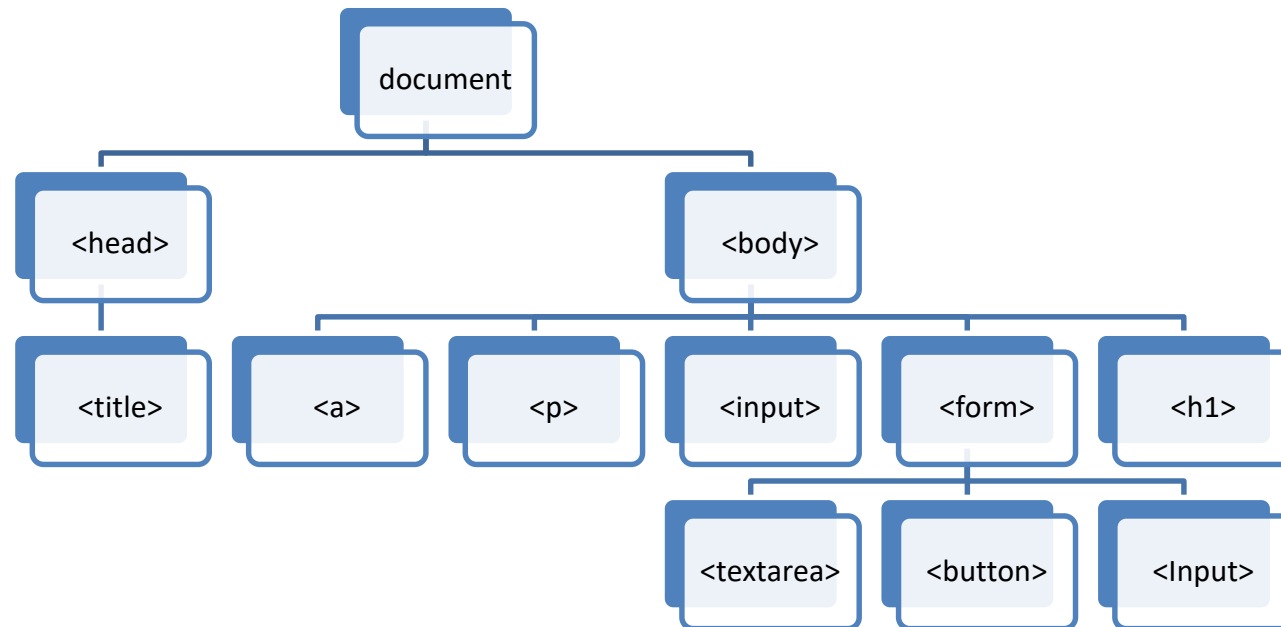 document
<head>
<body>
<title>
<a>
<p>
<input>
<form>
<h1>
<textarea>
<button>
<Input>